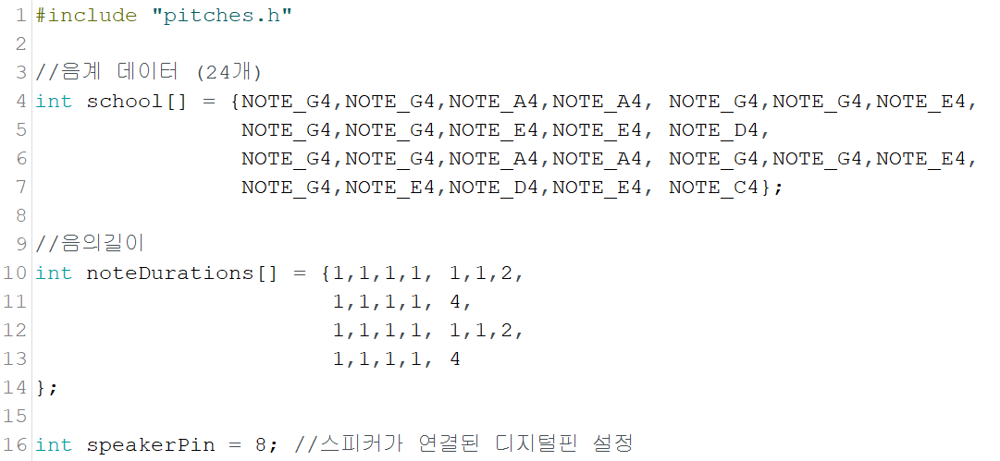 1 #include "pitches.h"
2
3 //음계 데이터 (24개)
4 int school[] = {NOTE_G4,NOTE_G4,NOTE_A4,NOTE_A4, NOTE_G4,NOTE_G4,NOTE_E4,
5 NOTE_G4,NOTE_G4,NOTE_E4,NOTE_E4, NOTE_D4,
6 NOTE_G4,NOTE_G4,NOTE_A4,NOTE_A4, NOTE_G4,NOTE_G4,NOTE_E4,
7 NOTE_G4,NOTE_E4,NOTE_D4,NOTE_E4, NOTE_C4};
8
9 //음의길이
10 int noteDurations[] = {1,1,1,1, 1,1,2,
11 1,1,1,1, 4,
12 1,1,1,1, 1,1,2,
13 1,1,1,1, 4
14 };
15
16 int speakerPin = 8; //스피커가 연결된 디지털핀 설정